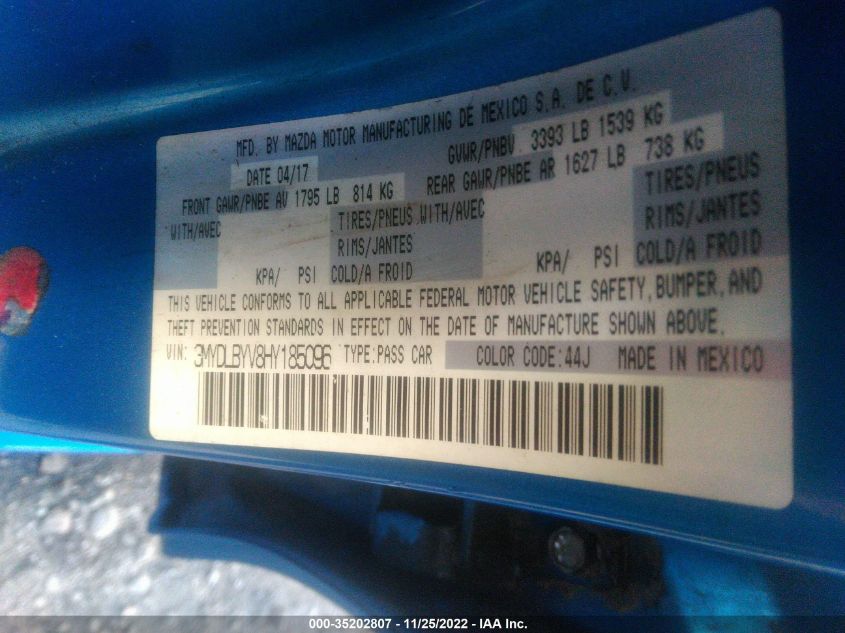 MFD. BY MAZDA MOTOR MANUFACTURING DE MEXICO S.A. DE C.V.
DATE 04/17 GVWR/PNBV 3393 LB 1539 KG
FRONT GAWR/PNBE AV 1795 LB 814 KG REAR GAWR/PNBE AR 1627 LB 738 KG
WITH/AVEC TIRES/PNEUS WITH/AVEC TIRES/PNEUS
RIMS/JANTES RIMS/JANTES
KPA/ PSI COLD/A FROID KPA/ PSI COLD/A FROID
THIS VEHICLE CONFORMS TO ALL APPLICABLE FEDERAL MOTOR VEHICLE SAFETY, BUMPER, AND
THEFT PREVENTION STANDARDS IN EFFECT ON THE DATE OF MANUFACTURE SHOWN ABOVE.
VIN: 3MYDLBYV8HY185096 TYPE:PASS CAR COLOR CODE:44J MADE IN MEXICO
000-35202807 - 11/25/2022 - IAA Inc.